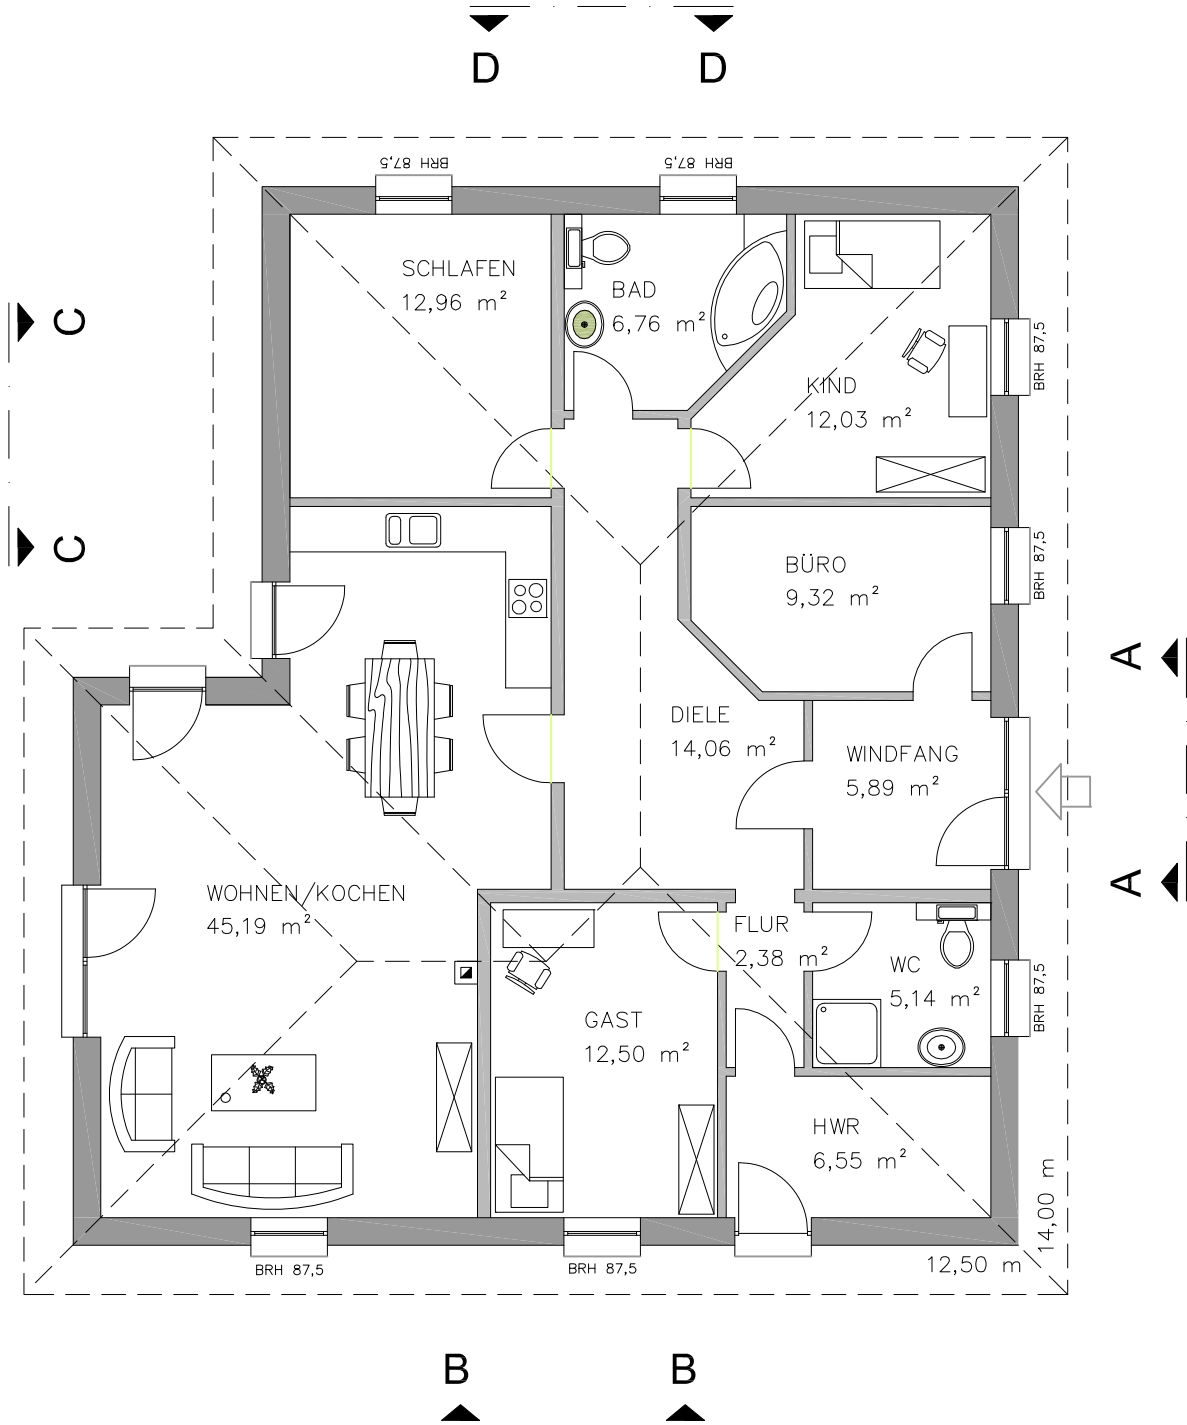 D
D
BRH 87,5
BRH 87,5
SCHLAFEN
12,96 m²
BAD
6,76 m²
C
C
KIND
12,03 m²
BRH 87,5
BÜRO
9,32 m²
BRH 87,5
A
A
DIELE
14,06 m²
WINDFANG
5,89 m²
WOHNEN/KOCHEN
45,19 m²
FLUR
2,38 m²
WC
5,14 m²
BRH 87,5
GAST
12,50 m²
HWR
6,55 m²
14,00 m
12,50 m
BRH 87,5
BRH 87,5
B
B